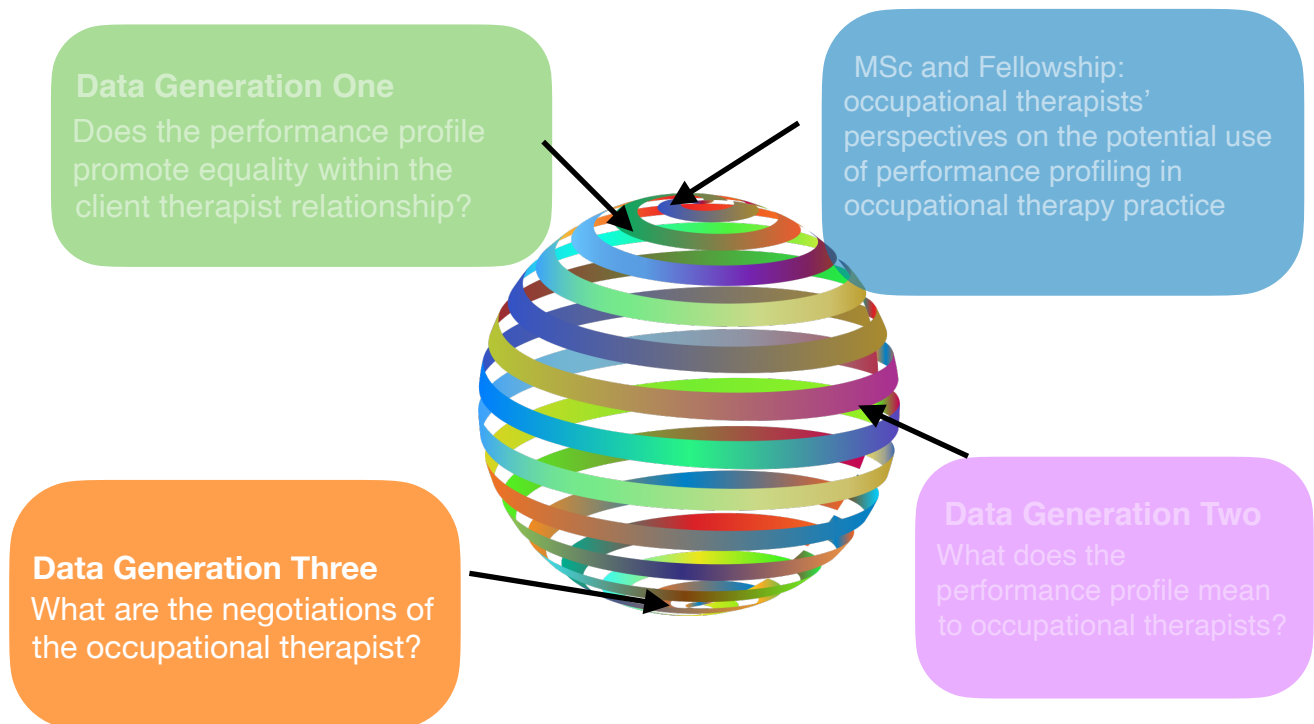 Data Generation One
Does the performance profile
promote equality within the
client therapist relationship?
MSc and Fellowship:
occupational therapists’
perspectives on the potential use
of performance profiling in
occupational therapy practice
Data Generation Three
What are the negotiations of
the occupational therapist?
Data Generation Two
What does the
performance profile mean
to occupational therapists?